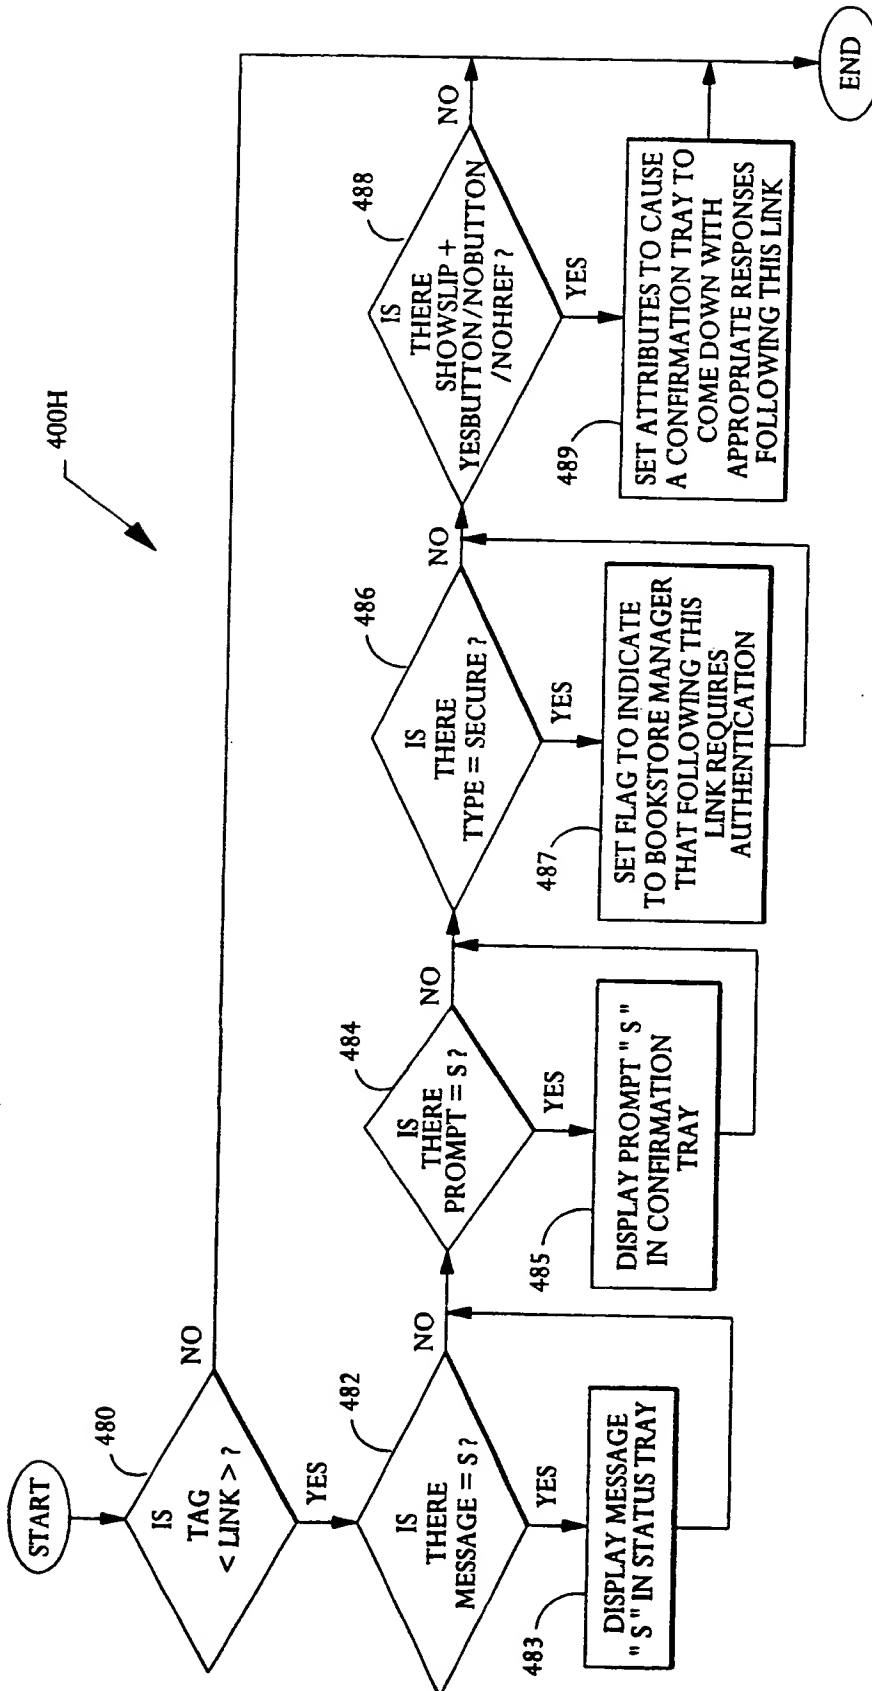 400H
START
480
IS
TAG
< LINK > ?
NO
YES
482
IS
THERE
MESSAGE = S ?
NO
YES
483
DISPLAY MESSAGE
" S " IN STATUS TRAY
484
IS
THERE
PROMPT = S ?
NO
YES
485
DISPLAY PROMPT " S "
IN CONFIRMATION
TRAY
486
IS
THERE
TYPE = SECURE ?
NO
YES
487
SET FLAG TO INDICATE
TO BOOKSTORE MANAGER
THAT FOLLOWING THIS
LINK REQUIRES
AUTHENTICATION
488
IS
THERE
SHOWSLIP +
YESBUTTON/NOBUTTON
/NOHREF ?
NO
YES
489
SET ATTRIBUTES TO CAUSE
A CONFIRMATION TRAY TO
COME DOWN WITH
APPROPRIATE RESPONSES
FOLLOWING THIS LINK
END